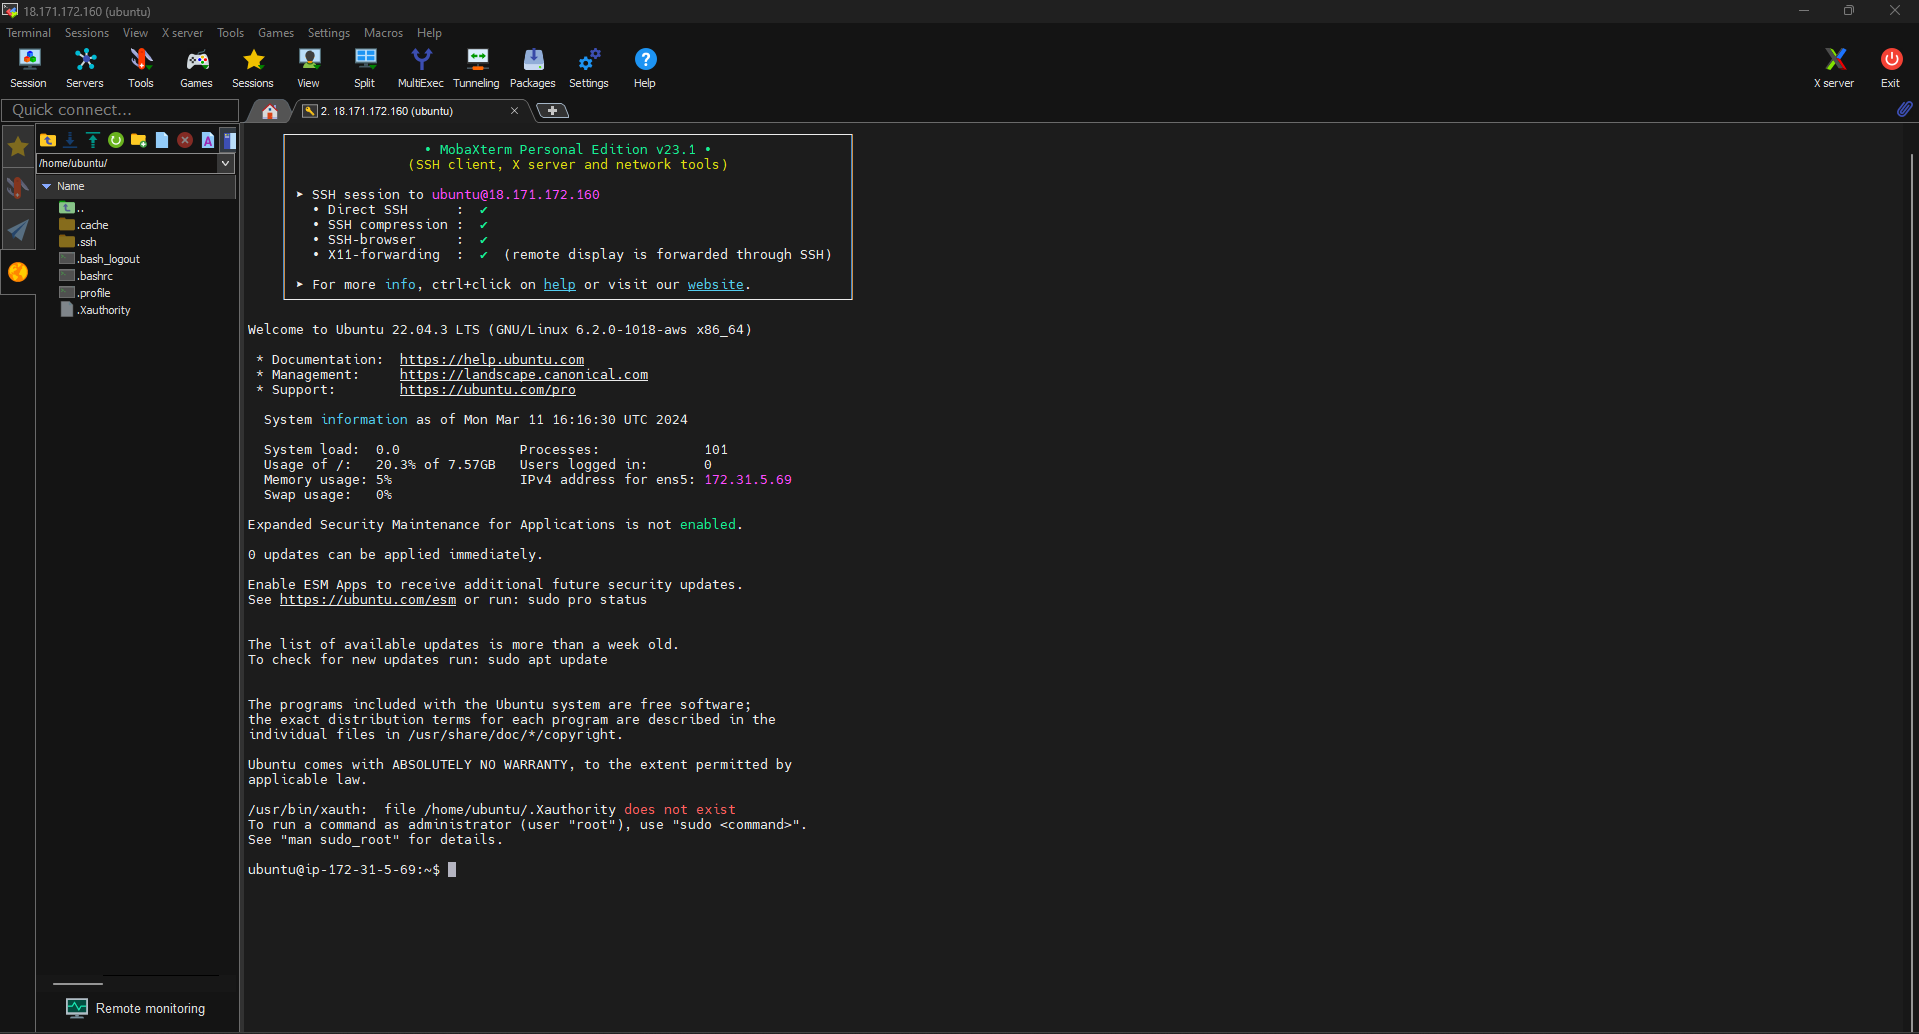 18.171.172.160 (ubuntu)
Terminal Sessions View X server Tools Games Settings Macros Help
Session Servers Tools Games Sessions View Split MultiExec Tunneling Packages Settings Help X server Exit
Quick connect...
2. 18.171.172.160 (ubuntu)
/home/ubuntu/
Name
..
.cache
.ssh
.bash_logout
.bashrc
.profile
.Xauthority
Remote monitoring
• MobaXterm Personal Edition v23.1 •
(SSH client, X server and network tools)
➤ SSH session to ubuntu@18.171.172.160
• Direct SSH : ✔
• SSH compression : ✔
• SSH-browser : ✔
• X11-forwarding : ✔ (remote display is forwarded through SSH)
➤ For more info, ctrl+click on help or visit our website.
Welcome to Ubuntu 22.04.3 LTS (GNU/Linux 6.2.0-1018-aws x86_64)
* Documentation: https://help.ubuntu.com
* Management: https://landscape.canonical.com
* Support: https://ubuntu.com/pro
System information as of Mon Mar 11 16:16:30 UTC 2024
System load: 0.0 Processes: 101
Usage of /: 20.3% of 7.57GB Users logged in: 0
Memory usage: 5% IPv4 address for ens5: 172.31.5.69
Swap usage: 0%
Expanded Security Maintenance for Applications is not enabled.
0 updates can be applied immediately.
Enable ESM Apps to receive additional future security updates.
See https://ubuntu.com/esm or run: sudo pro status
The list of available updates is more than a week old.
To check for new updates run: sudo apt update
The programs included with the Ubuntu system are free software;
the exact distribution terms for each program are described in the
individual files in /usr/share/doc/*/copyright.
Ubuntu comes with ABSOLUTELY NO WARRANTY, to the extent permitted by
applicable law.
/usr/bin/xauth: file /home/ubuntu/.Xauthority does not exist
To run a command as administrator (user "root"), use "sudo <command>".
See "man sudo_root" for details.
ubuntu@ip-172-31-5-69:~$